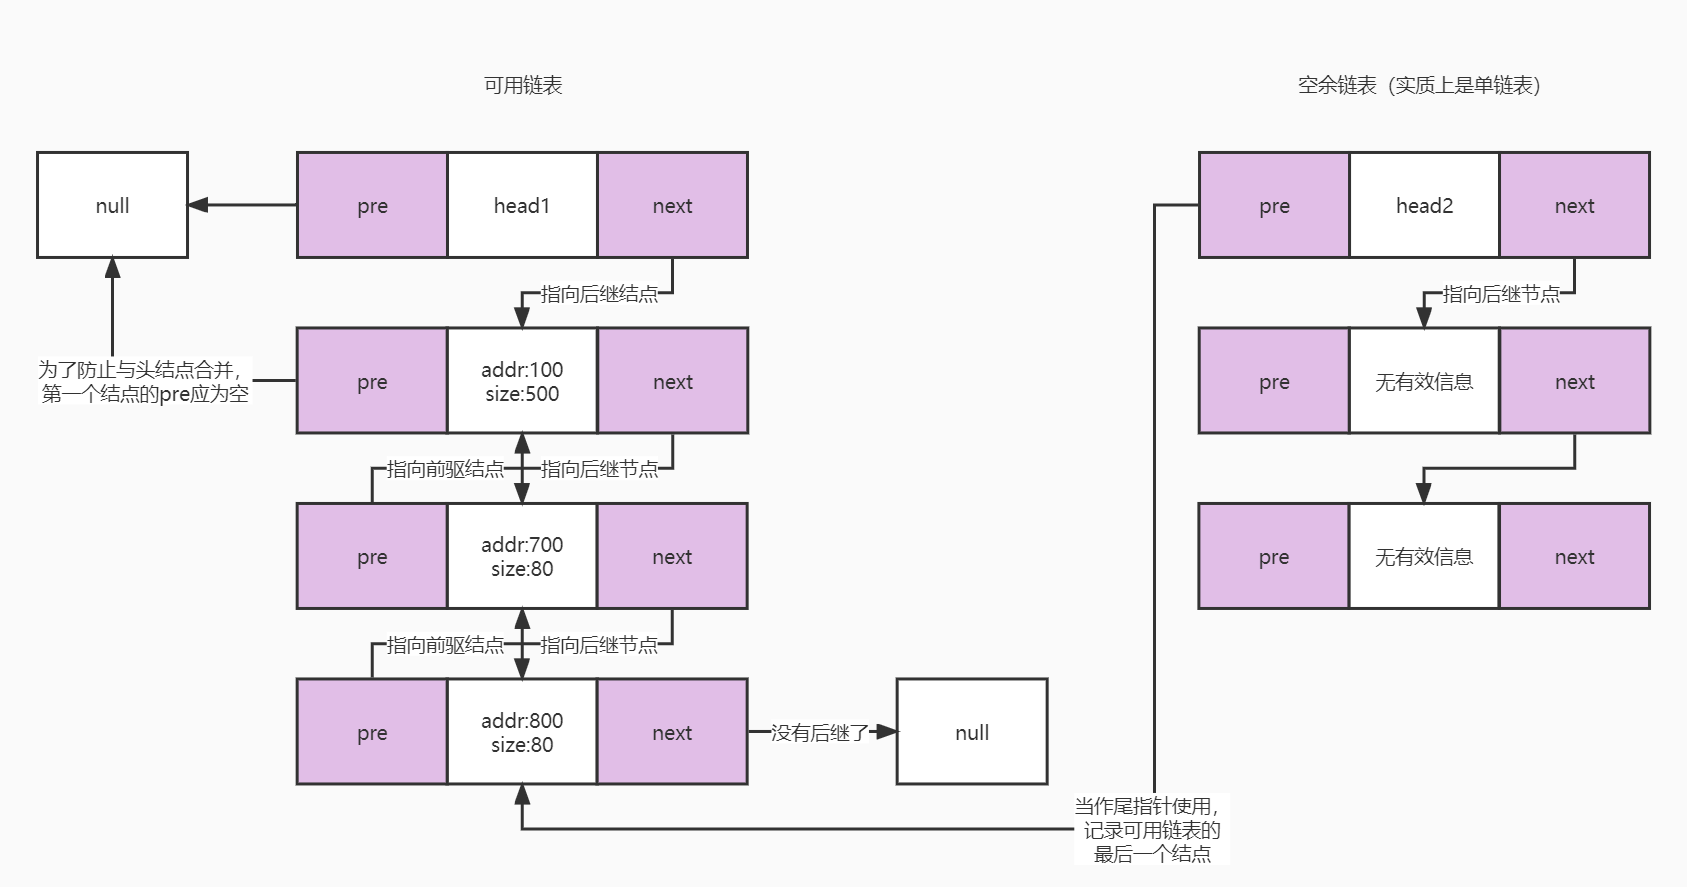 可用链表
空余链表（实质上是单链表）
null
pre
head1
next
pre
head2
next
指向后继结点
指向后继节点
为了防止与头结点合并，
第一个结点的pre应为空
pre
addr:100
size:500
next
pre
无有效信息
next
指向前驱结点
指向后继节点
pre
addr:700
size:80
next
pre
无有效信息
next
指向前驱结点
指向后继节点
pre
addr:800
size:80
next
没有后继了
null
当作尾指针使用，
记录可用链表的
最后一个结点